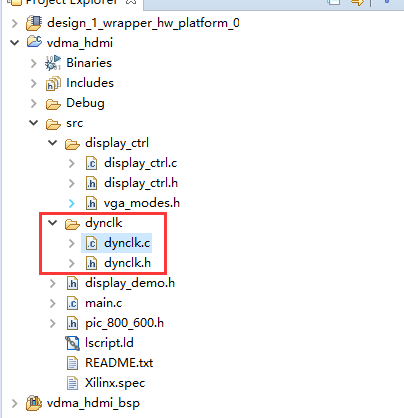 Project Explorer
design_1_wrapper_hw_platform_0
vdma_hdmi
Binaries
Includes
Debug
src
display_ctrl
display_ctrl.c
display_ctrl.h
vga_modes.h
dynclk
dynclk.c
dynclk.h
display_demo.h
main.c
pic_800_600.h
lscript.ld
README.txt
Xilinx.spec
vdma_hdmi_bsp